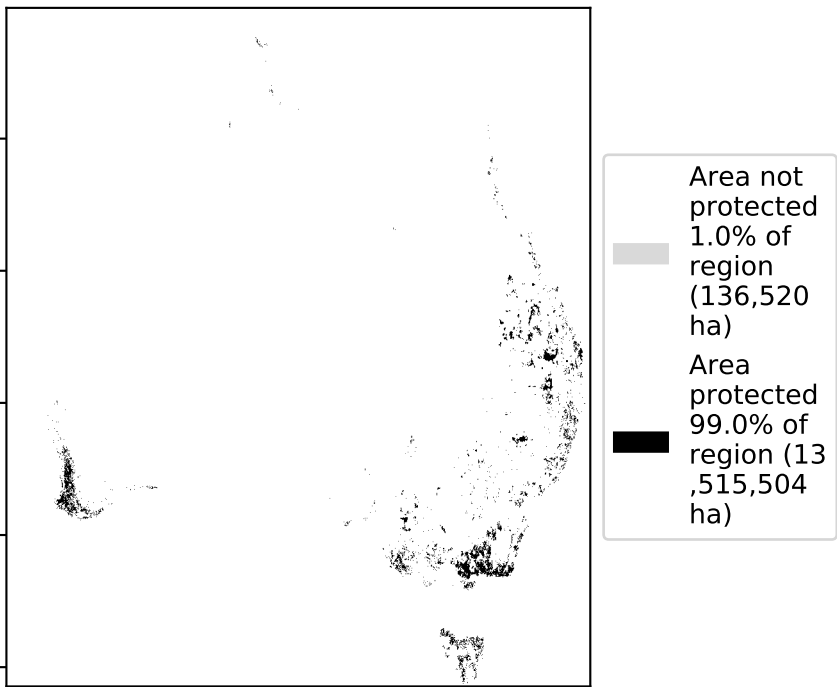 Area not
protected
1.0% of
region
(136,520
ha)
Area
protected
99.0% of
region (13
,515,504
ha)